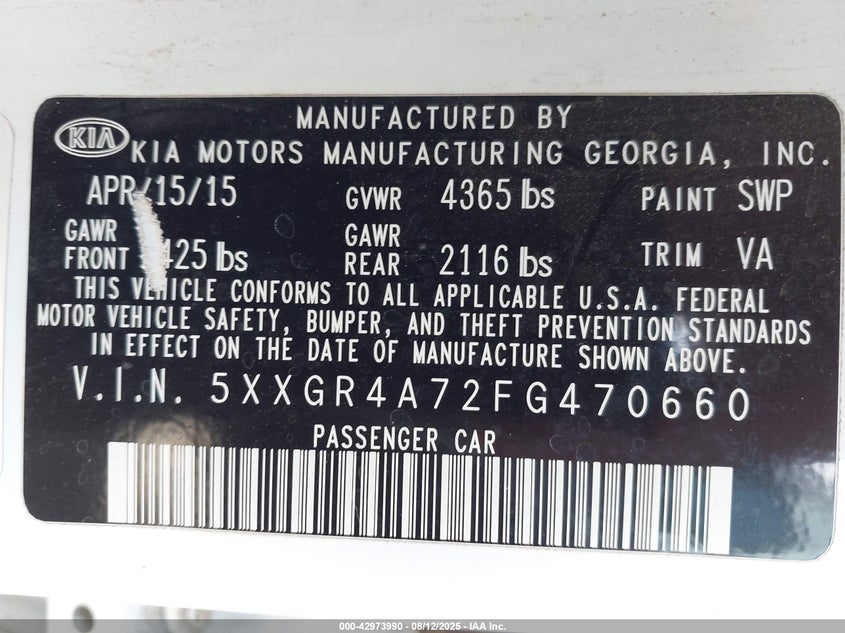 MANUFACTURED BY
KIA KIA MOTORS MANUFACTURING GEORGIA, INC.
APR/15/15 GVWR 4365 lbs PAINT SWP
GAWR FRONT 425 lbs GAWR REAR 2116 lbs TRIM VA
THIS VEHICLE CONFORMS TO ALL APPLICABLE U.S.A. FEDERAL
MOTOR VEHICLE SAFETY, BUMPER, AND THEFT PREVENTION STANDARDS
IN EFFECT ON THE DATE OF MANUFACTURE SHOWN ABOVE.
V.I.N. 5XXGR4A72FG470660
PASSENGER CAR
000-42973990 - 08/12/2025 - IAA Inc.